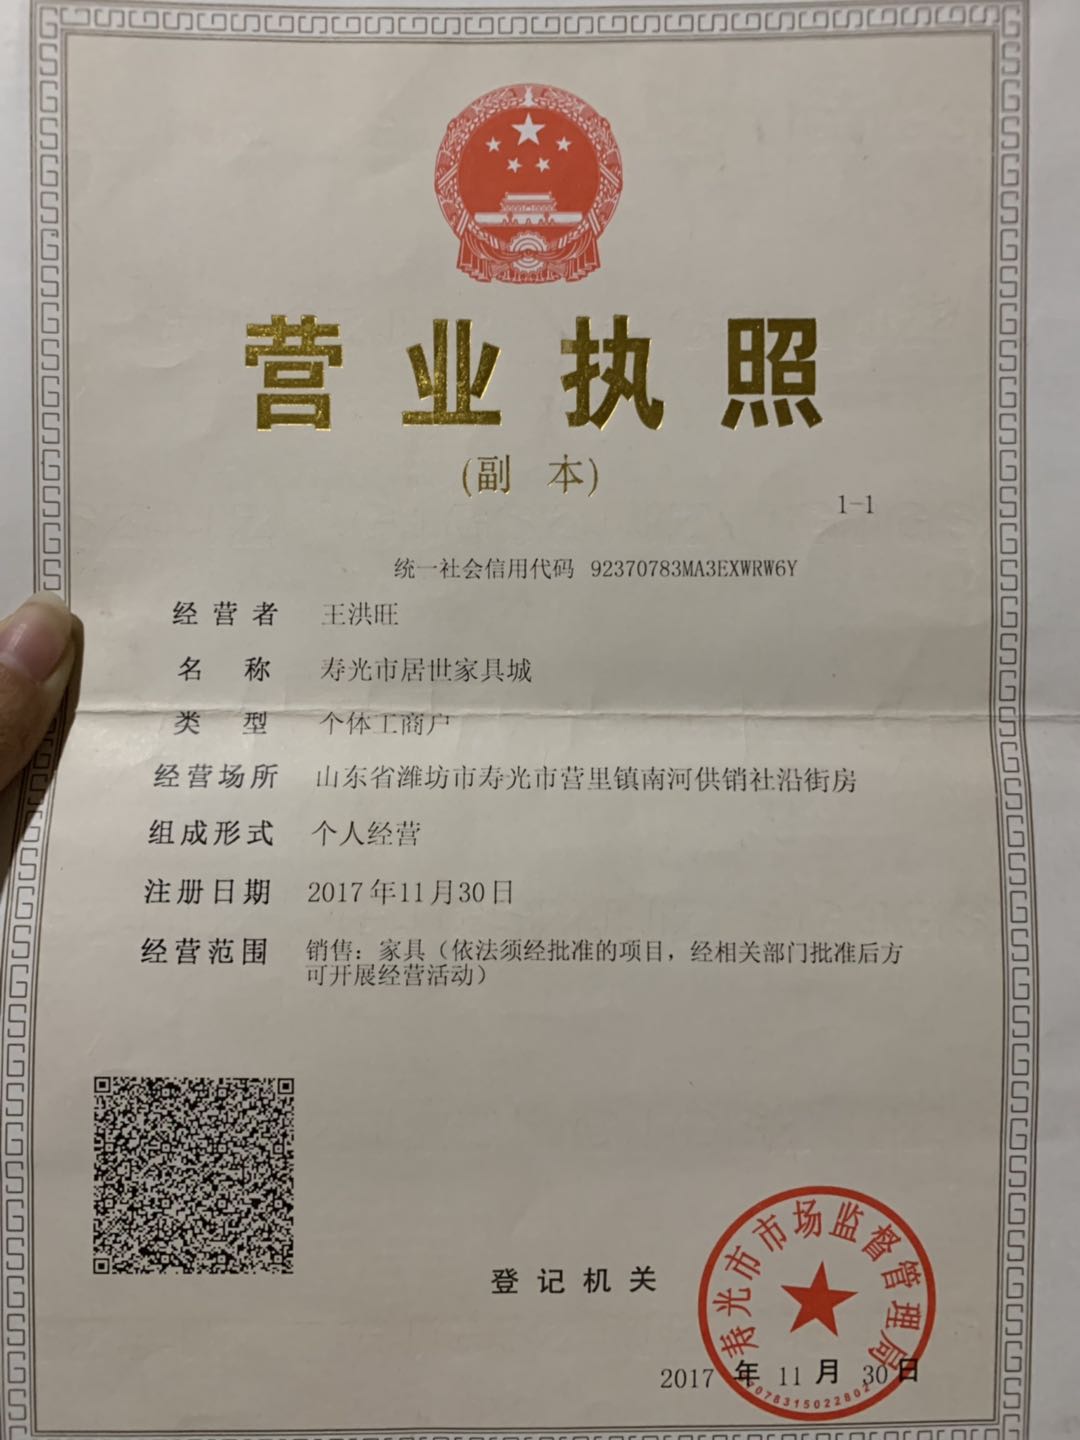 营业执照
(副 本)
1-1
统一社会信用代码 92370783MA3EXWRW6Y
经营者 王洪旺
名称 寿光市居世家具城
类型 个体工商户
经营场所 山东省潍坊市寿光市营里镇南河供销社沿街房
组成形式 个人经营
注册日期 2017年11月30日
经营范围 销售：家具（依法须经批准的项目，经相关部门批准后方
可开展经营活动）
登记机关
寿光市市场监督管理局
2017 年 11 月 30 日